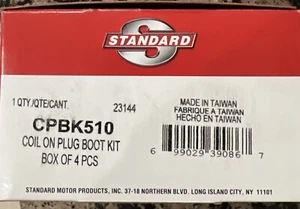 STANDARD
1 QTY./QTE/CANT.
23144
MADE IN TAIWAN
FABRIQUE A TAIWAN
HECHO EN TAIWAN
CPBK510
COIL ON PLUG BOOT KIT
BOX OF 4 PCS
6 99029 39086 7
STANDARD MOTOR PRODUCTS, INC. 37-18 NORTHERN BLVD. LONG ISLAND CITY, NY 11101